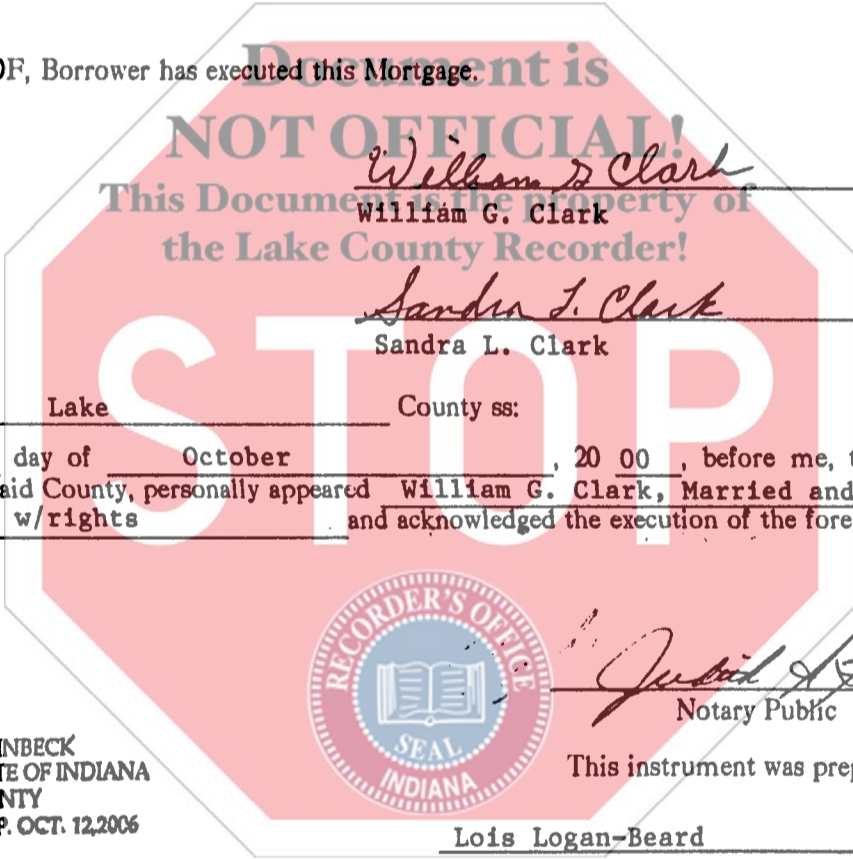 OF, Borrower has executed this Mortgage.
Document is
NOT OFFICIAL!
This Document is the property of
the Lake County Recorder!
STOP
William G Clark
William G. Clark
Sandra L. Clark
Sandra L. Clark
Lake County ss:
day of October , 20 00 , before me, t
aid County, personally appeared William G. Clark, Married and
w/rights and acknowledged the execution of the fore
RECORDER'S OFFICE
SEAL
INDIANA
Judith
Notary Public
NBECK
TE OF INDIANA
NTY
P. OCT. 12,2006
This instrument was prep
Lois Logan-Beard